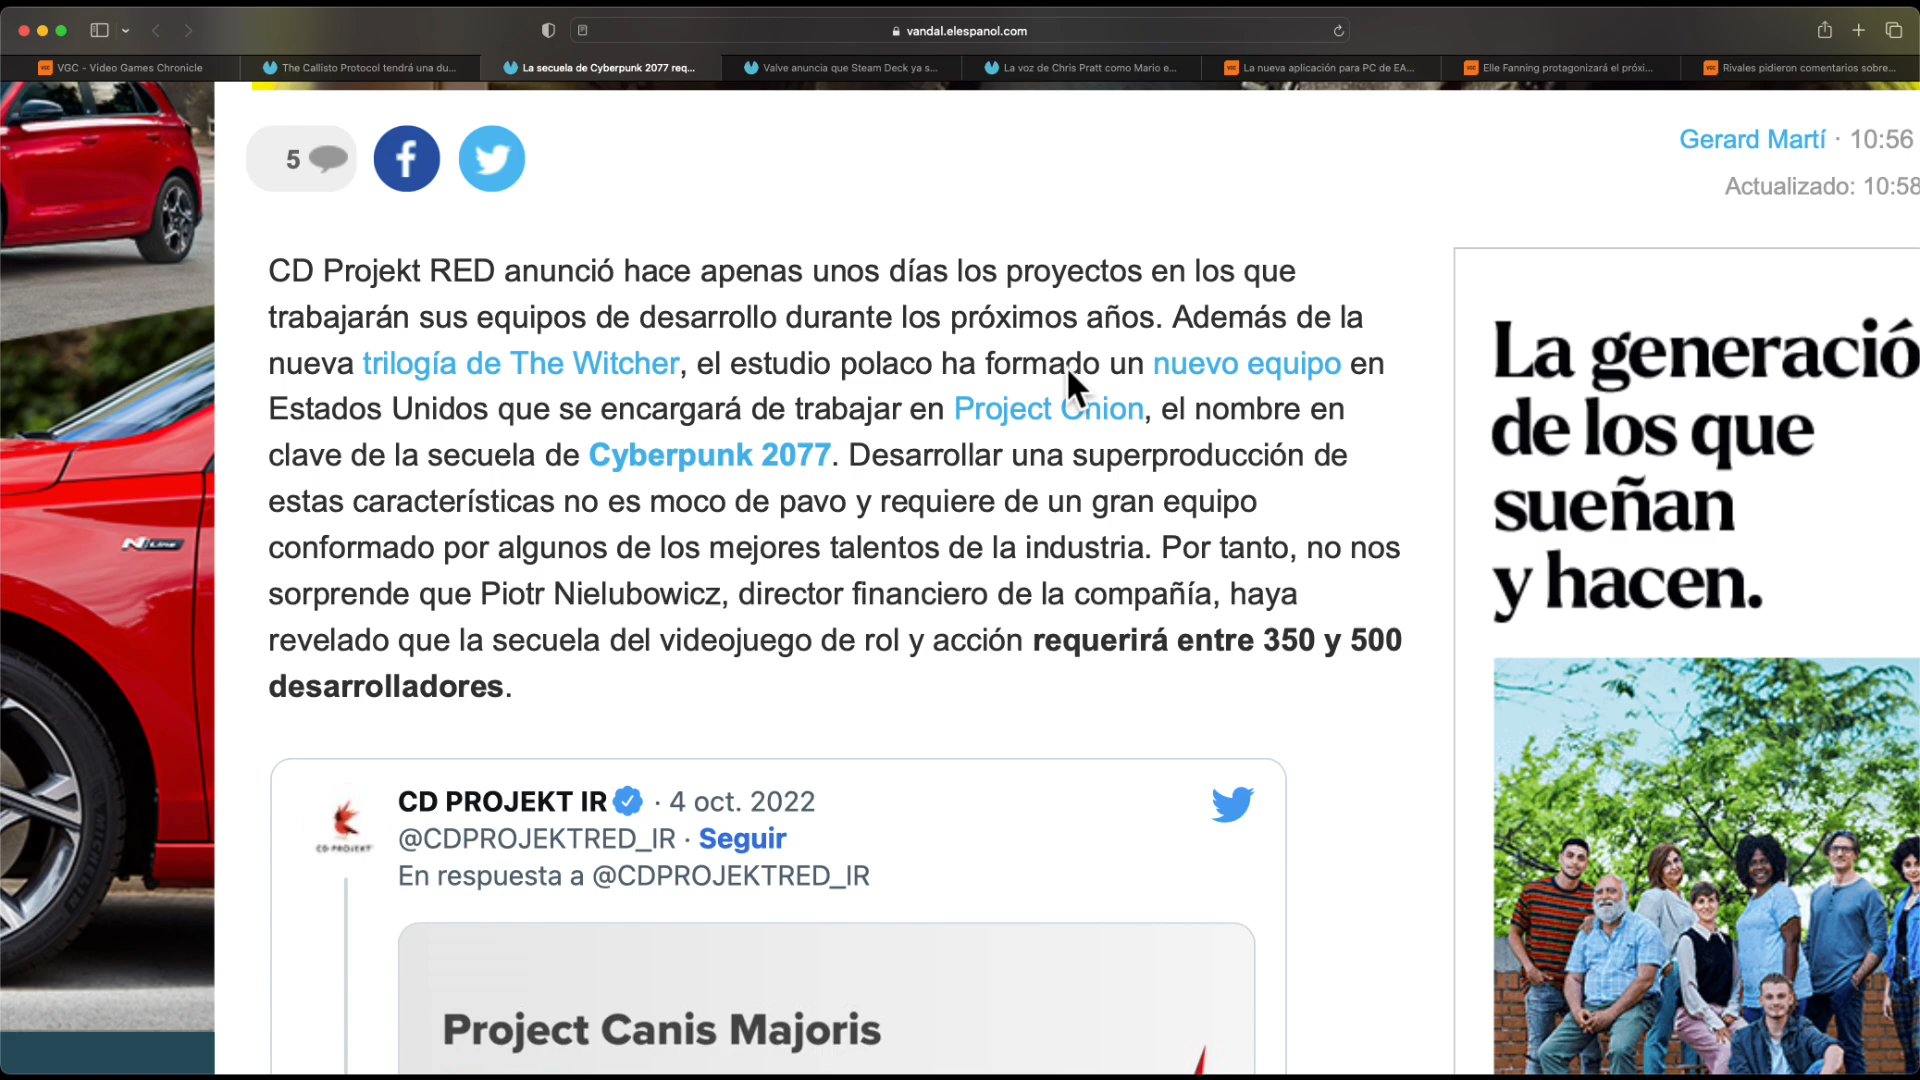 vandal.elespanol.com
VGC - Video Games Chronicle
The Callisto Protocol tendrá una du...
La secuela de Cyberpunk 2077 req...
Valve anuncia que Steam Deck ya s...
La voz de Chris Pratt como Mario e...
La nueva aplicación para PC de EA...
Elle Fanning protagonizará el próxi...
Rivales pidieron comentarios sobre...
5
Gerard Martí · 10:56
Actualizado: 10:58
CD Projekt RED anunció hace apenas unos días los proyectos en los que
trabajarán sus equipos de desarrollo durante los próximos años. Además de la
nueva trilogía de The Witcher, el estudio polaco ha formado un nuevo equipo en
Estados Unidos que se encargará de trabajar en Project Orion, el nombre en
clave de la secuela de Cyberpunk 2077. Desarrollar una superproducción de
estas características no es moco de pavo y requiere de un gran equipo
conformado por algunos de los mejores talentos de la industria. Por tanto, no nos
sorprende que Piotr Nielubowicz, director financiero de la compañía, haya
revelado que la secuela del videojuego de rol y acción requerirá entre 350 y 500
desarrolladores.
CD PROJEKT IR · 4 oct. 2022
@CDPROJEKTRED_IR · Seguir
En respuesta a @CDPROJEKTRED_IR
CD PROJEKT
Project Canis Majoris
La generació
de los que
sueñan
y hacen.
N Line
MICHELIN